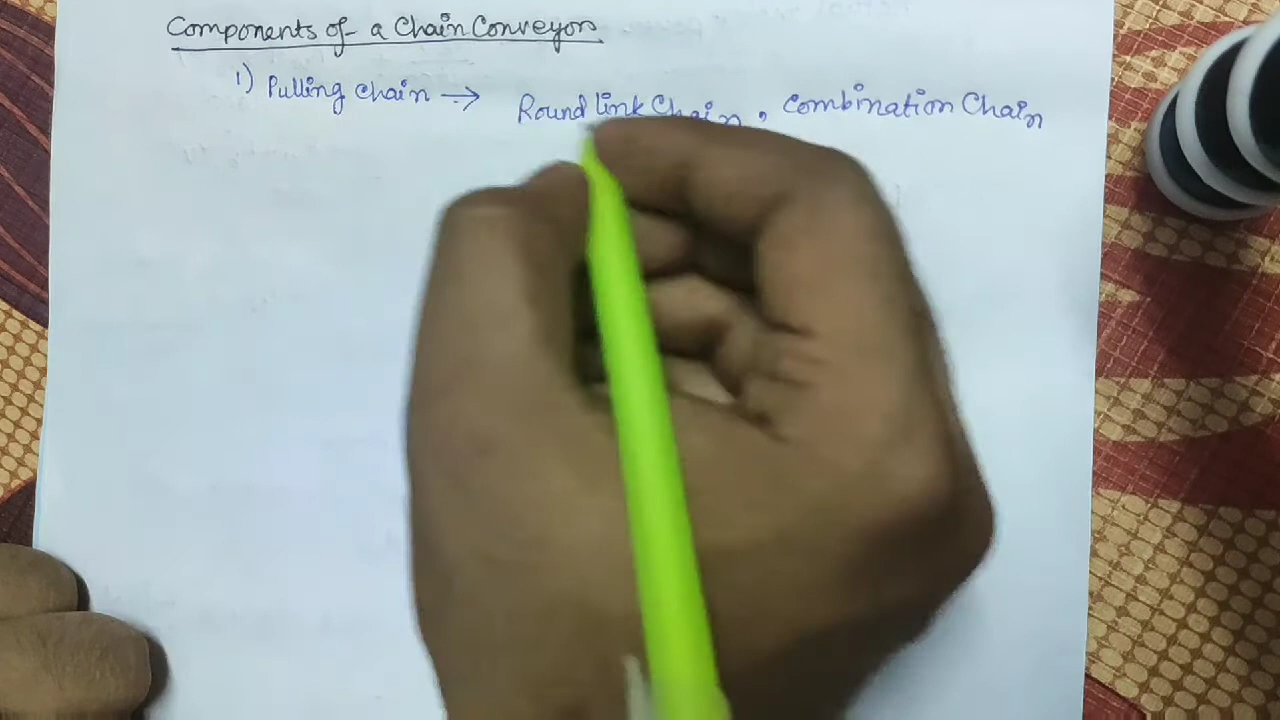 Components of a Chain Conveyor
1) Pulling chain → Round link Chain, Combination Chain